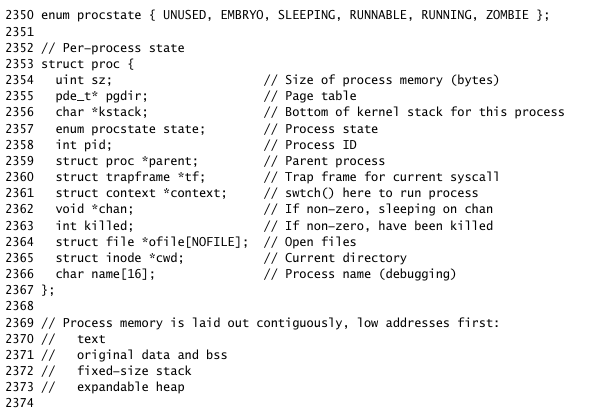 2350 enum procstate { UNUSED, EMBRYO, SLEEPING, RUNNABLE, RUNNING, ZOMBIE };
2351
2352 // Per-process state
2353 struct proc {
2354   uint sz;                     // Size of process memory (bytes)
2355   pde_t* pgdir;                // Page table
2356   char *kstack;                // Bottom of kernel stack for this process
2357   enum procstate state;        // Process state
2358   int pid;                     // Process ID
2359   struct proc *parent;         // Parent process
2360   struct trapframe *tf;        // Trap frame for current syscall
2361   struct context *context;     // swtch() here to run process
2362   void *chan;                  // If non-zero, sleeping on chan
2363   int killed;                  // If non-zero, have been killed
2364   struct file *ofile[NOFILE];  // Open files
2365   struct inode *cwd;           // Current directory
2366   char name[16];               // Process name (debugging)
2367 };
2368
2369 // Process memory is laid out contiguously, low addresses first:
2370 //   text
2371 //   original data and bss
2372 //   fixed-size stack
2373 //   expandable heap
2374